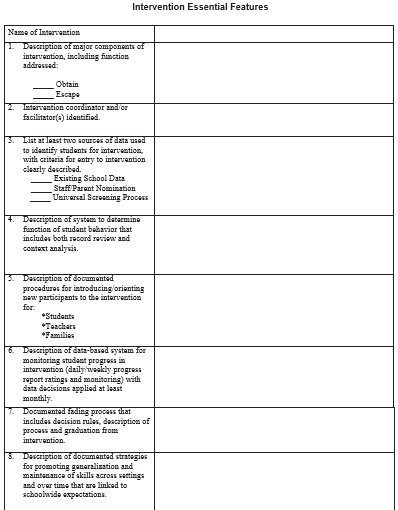 Intervention Essential Features
Name of Intervention
1. Description of major components of
intervention, including function
addressed:
_____ Obtain
_____ Escape
2. Intervention coordinator and/or
facilitator(s) identified.
3. List at least two sources of data used
to identify students for intervention,
with criteria for entry to intervention
clearly described.
_____ Existing School Data
_____ Staff/Parent Nomination
_____ Universal Screening Process
4. Description of system to determine
function of student behavior that
includes both record review and
context analysis.
5. Description of documented
procedures for introducing/orienting
new participants to the intervention
for:
*Students
*Teachers
*Families
6. Description of data-based system for
monitoring student progress in
intervention (daily/weekly progress
report ratings and monitoring) with
data decisions applied at least
monthly.
7. Documented fading process that
includes decision rules, description of
process and graduation from
intervention.
8. Description of documented strategies
for promoting generalization and
maintenance of skills across settings
and over time that are linked to
schoolwide expectations.